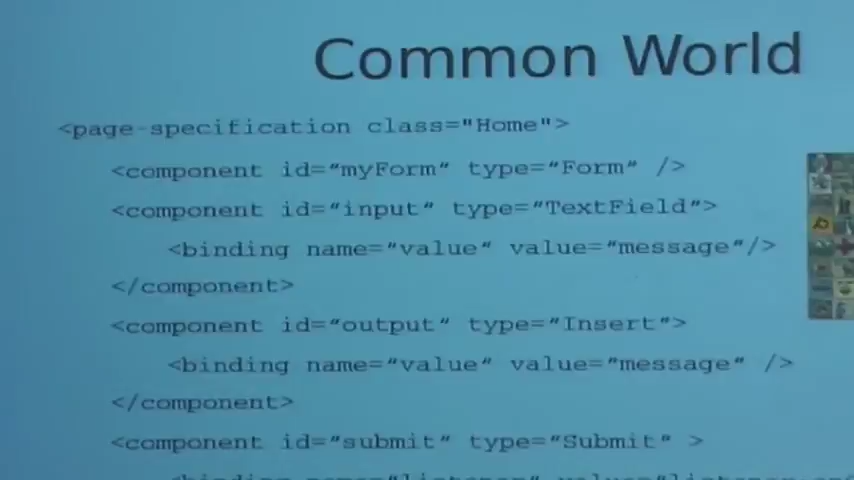 Common World
<page-specification class="Home">
<component id="myForm" type="Form" />
<component id="input" type="TextField">
<binding name="value" value="message"/>
</component>
<component id="output" type="Insert">
<binding name="value" value="message" />
</component>
<component id="submit" type="Submit" >